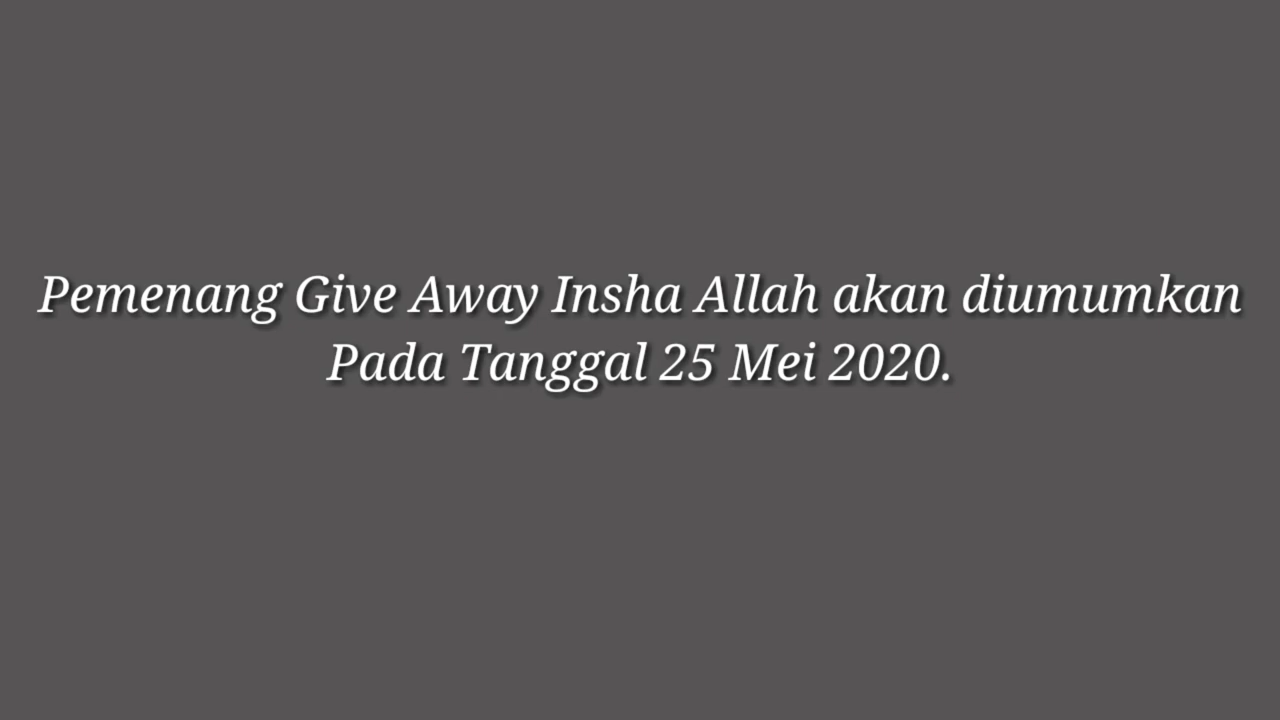 Pemenang Give Away Insha Allah akan diumumkan
Pada Tanggal 25 Mei 2020.